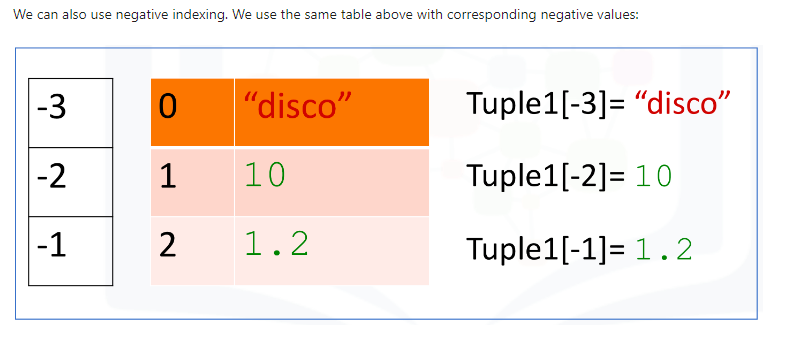 We can also use negative indexing. We use the same table above with corresponding negative values:
-3 0 “disco” Tuple1[-3]= “disco”
-2 1 10 Tuple1[-2]= 10
-1 2 1.2 Tuple1[-1]= 1.2